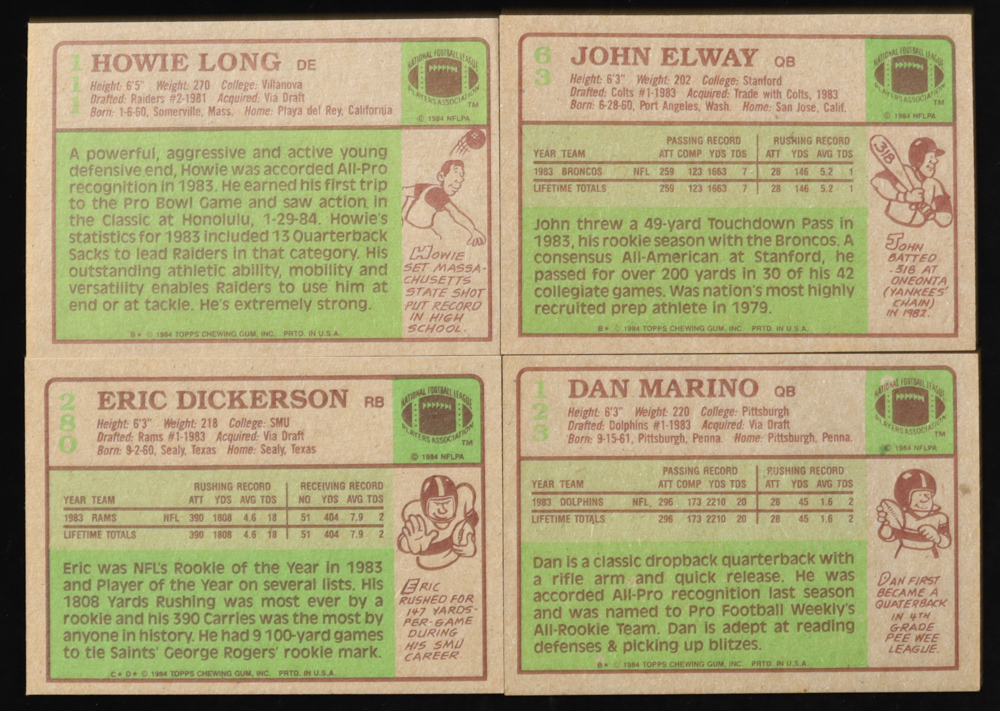 111
HOWIE LONG DE
Height: 6'5" Weight: 270 College: Villanova
Drafted: Raiders #2-1981 Acquired: Via Draft
Born: 1-6-60, Somerville, Mass. Home: Playa del Rey, California
NATIONAL FOOTBALL LEAGUE
PLAYERS ASSOCIATION
TM
© 1984 NFLPA
A powerful, aggressive and active young
defensive end, Howie was accorded All-Pro
recognition in 1983. He earned his first trip
to the Pro Bowl Game and saw action in
the Classic at Honolulu, 1-29-84. Howie's
statistics for 1983 included 13 Quarterback
Sacks to lead Raiders in that category. His
outstanding athletic ability, mobility and
versatility enables Raiders to use him at
end or at tackle. He's extremely strong.
HOWIE
SET MASSA-
CHUSETTS
STATE SHOT
PUT RECORD
IN HIGH
SCHOOL.
B* © 1984 TOPPS CHEWING GUM, INC. PRTD. IN U.S.A.
63
JOHN ELWAY QB
Height: 6'3" Weight: 202 College: Stanford
Drafted: Colts #1-1983 Acquired: Trade with Colts, 1983
Born: 6-28-60, Port Angeles, Wash. Home: San Jose, Calif.
NATIONAL FOOTBALL LEAGUE
PLAYERS ASSOCIATION
TM
© 1984 NFLPA
PASSING RECORD RUSHING RECORD
YEAR TEAM ATT COMP YDS TDS ATT YDS AVG TDS
1983 BRONCOS NFL 259 123 1663 7 28 146 5.2 1
LIFETIME TOTALS 259 123 1663 7 28 146 5.2 1
John threw a 49-yard Touchdown Pass in
1983, his rookie season with the Broncos. A
consensus All-American at Stanford, he
passed for over 200 yards in 30 of his 42
collegiate games. Was nation's most highly
recruited prep athlete in 1979.
.318
JOHN
BATTED
.318 AT
ONEONTA
(YANKEES'
CHAIN)
IN 1982.
B* © 1984 TOPPS CHEWING GUM, INC. PRTD. IN U.S.A.
280
ERIC DICKERSON RB
Height: 6'3" Weight: 218 College: SMU
Drafted: Rams #1-1983 Acquired: Via Draft
Born: 9-2-60, Sealy, Texas Home: Sealy, Texas
NATIONAL FOOTBALL LEAGUE
PLAYERS ASSOCIATION
TM
© 1984 NFLPA
RUSHING RECORD RECEIVING RECORD
YEAR TEAM ATT YDS AVG TDS NO YDS AVG TDS
1983 RAMS NFL 390 1808 4.6 18 51 404 7.9 2
LIFETIME TOTALS 390 1808 4.6 18 51 404 7.9 2
Eric was NFL's Rookie of the Year in 1983
and Player of the Year on several lists. His
1808 Yards Rushing was most ever by a
rookie and his 390 Carries was the most by
anyone in history. He had 9 100-yard games
to tie Saints' George Rogers' rookie mark.
ERIC
RUSHED FOR
147 YARDS-
PER-GAME
DURING
HIS SMU
CAREER
C* D* © 1984 TOPPS CHEWING GUM, INC. PRTD. IN U.S.A.
123
DAN MARINO QB
Height: 6'3" Weight: 220 College: Pittsburgh
Drafted: Dolphins #1-1983 Acquired: Via Draft
Born: 9-15-61, Pittsburgh, Penna. Home: Pittsburgh, Penna.
NATIONAL FOOTBALL LEAGUE
PLAYERS ASSOCIATION
TM
© 1984 NFLPA
PASSING RECORD RUSHING RECORD
YEAR TEAM ATT COMP YDS TDS ATT YDS AVG TDS
1983 DOLPHINS NFL 296 173 2210 20 28 45 1.6 2
LIFETIME TOTALS 296 173 2210 20 28 45 1.6 2
Dan is a classic dropback quarterback with
a rifle arm and quick release. He was
accorded All-Pro recognition last season
and was named to Pro Football Weekly's
All-Rookie Team. Dan is adept at reading
defenses & picking up blitzes.
DAN FIRST
BECAME A
QUATERBACK
IN 4TH
GRADE
PEE WEE
LEAGUE.
B* © 1984 TOPPS CHEWING GUM, INC. PRTD. IN U.S.A.